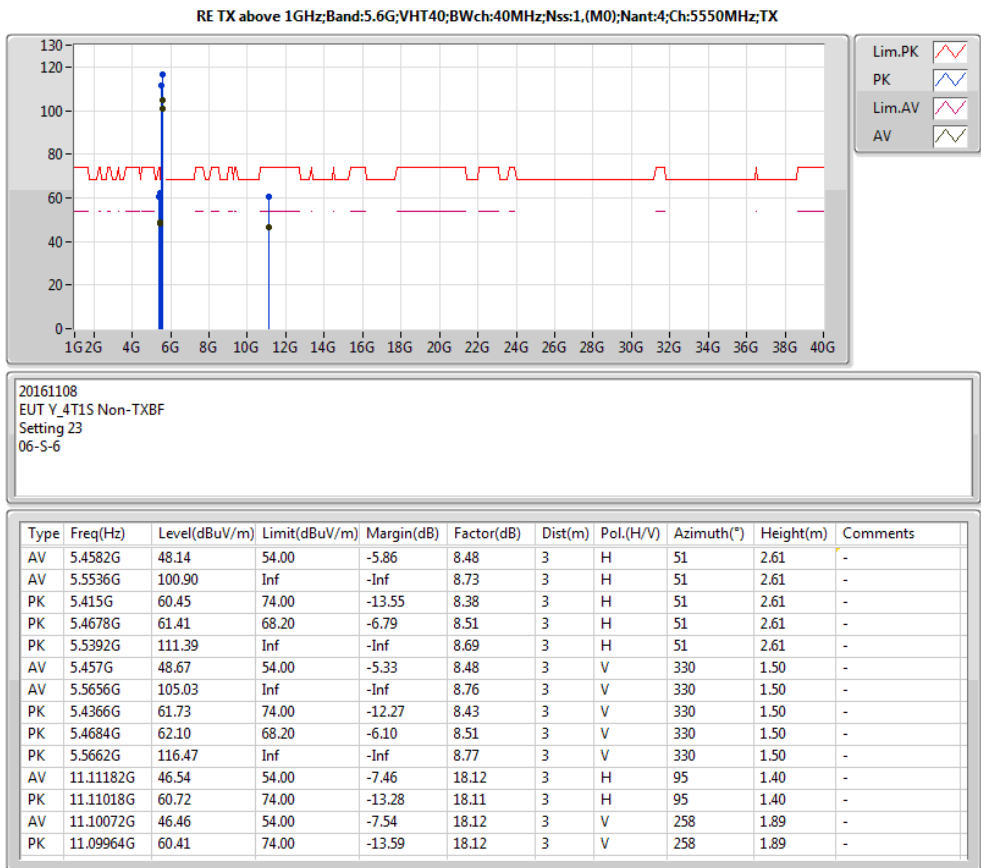 RE TX above 1GHz;Band:5.6G;VHT40;BWch:40MHz;Nss:1,(M0);Nant:4;Ch:5550MHz;TX
130
120
100
80
60
40
20
0
1G 2G 4G 6G 8G 10G 12G 14G 16G 18G 20G 22G 24G 26G 28G 30G 32G 34G 36G 38G 40G
Lim.PK
PK
Lim.AV
AV
20161108
EUT Y_4T1S Non-TXBF
Setting 23
06-S-6
Type Freq(Hz) Level(dBuV/m) Limit(dBuV/m) Margin(dB) Factor(dB) Dist(m) Pol.(H/V) Azimuth(°) Height(m) Comments
AV 5.4582G 48.14 54.00 -5.86 8.48 3 H 51 2.61 -
AV 5.5536G 100.90 Inf -Inf 8.73 3 H 51 2.61 -
PK 5.415G 60.45 74.00 -13.55 8.38 3 H 51 2.61 -
PK 5.4678G 61.41 68.20 -6.79 8.51 3 H 51 2.61 -
PK 5.5392G 111.39 Inf -Inf 8.69 3 H 51 2.61 -
AV 5.457G 48.67 54.00 -5.33 8.48 3 V 330 1.50 -
AV 5.5656G 105.03 Inf -Inf 8.76 3 V 330 1.50 -
PK 5.4366G 61.73 74.00 -12.27 8.43 3 V 330 1.50 -
PK 5.4684G 62.10 68.20 -6.10 8.51 3 V 330 1.50 -
PK 5.5662G 116.47 Inf -Inf 8.77 3 V 330 1.50 -
AV 11.11182G 46.54 54.00 -7.46 18.12 3 H 95 1.40 -
PK 11.11018G 60.72 74.00 -13.28 18.11 3 H 95 1.40 -
AV 11.10072G 46.46 54.00 -7.54 18.12 3 V 258 1.89 -
PK 11.09964G 60.41 74.00 -13.59 18.12 3 V 258 1.89 -